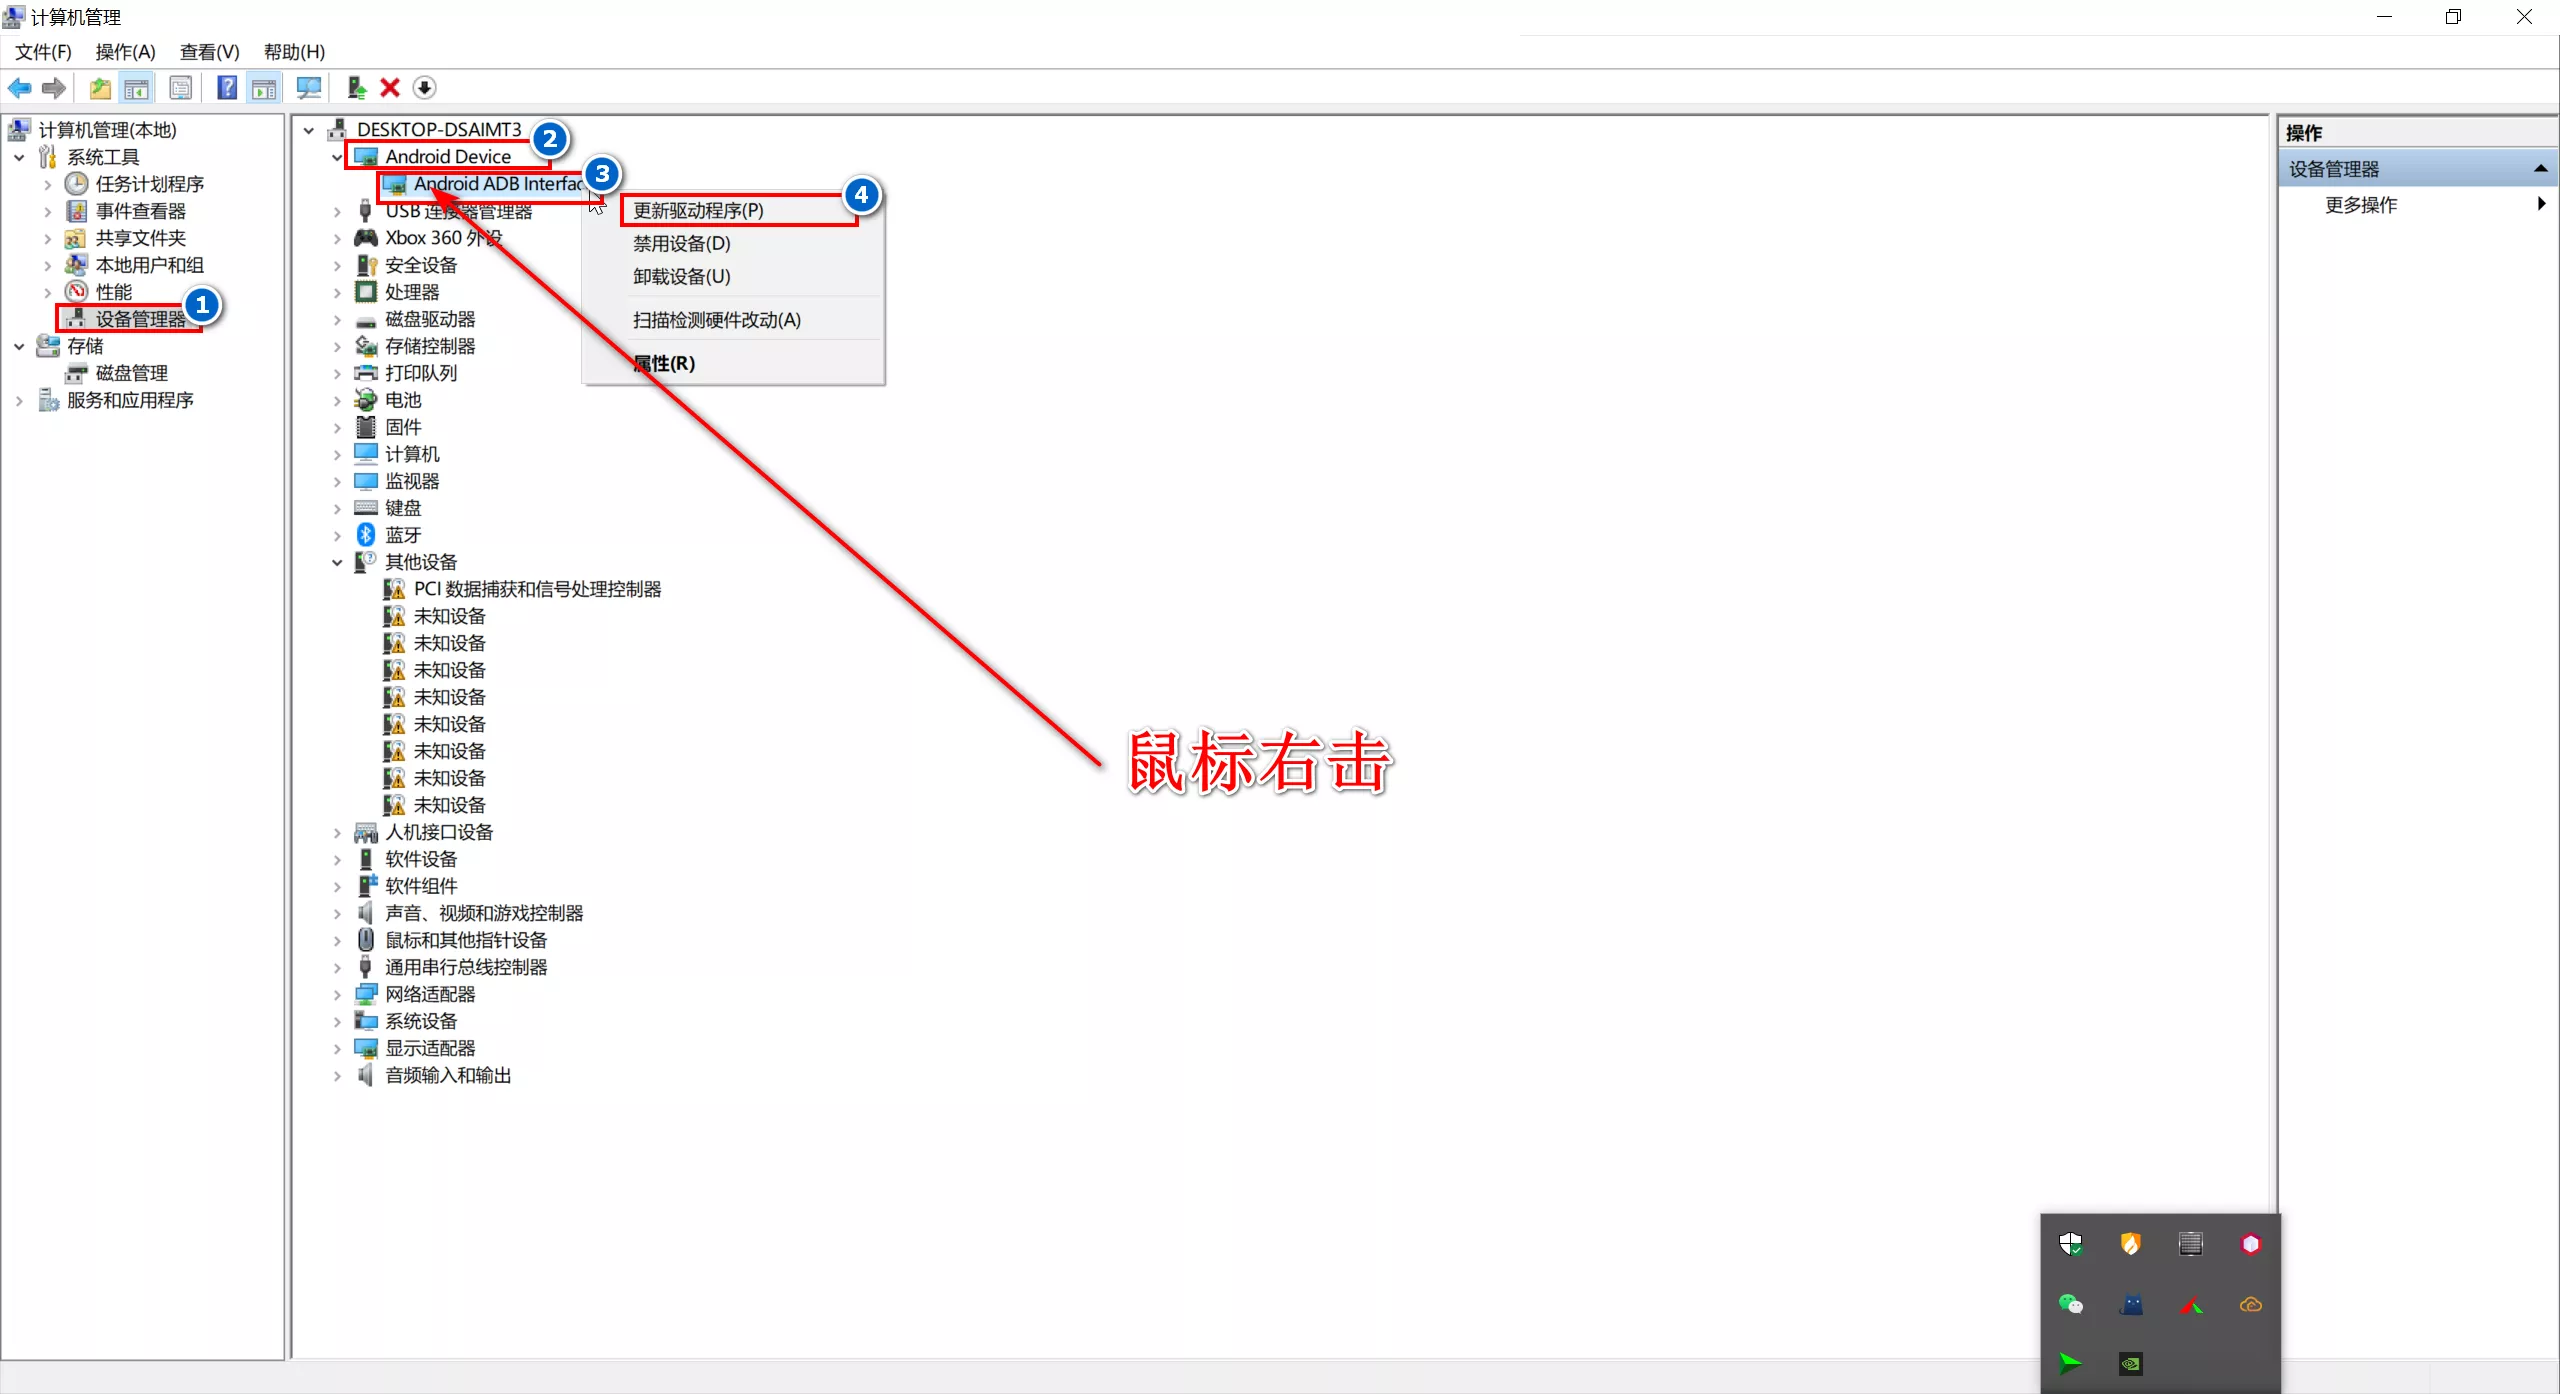 计算机管理
文件(F) 操作(A) 查看(V) 帮助(H)
计算机管理(本地)
系统工具
任务计划程序
事件查看器
共享文件夹
本地用户和组
性能
设备管理器
1
存储
磁盘管理
服务和应用程序
DESKTOP-DSAIMT3
2
Android Device
Android ADB Interfac
3
USB 连接器管理器
Xbox 360 外设
安全设备
处理器
磁盘驱动器
存储控制器
打印队列
电池
固件
计算机
监视器
键盘
蓝牙
其他设备
PCI 数据捕获和信号处理控制器
未知设备
未知设备
未知设备
未知设备
未知设备
未知设备
未知设备
未知设备
人机接口设备
软件设备
软件组件
声音、视频和游戏控制器
鼠标和其他指针设备
通用串行总线控制器
网络适配器
系统设备
显示适配器
音频输入和输出
更新驱动程序(P)
4
禁用设备(D)
卸载设备(U)
扫描检测硬件改动(A)
属性(R)
鼠标右击
操作
设备管理器
更多操作